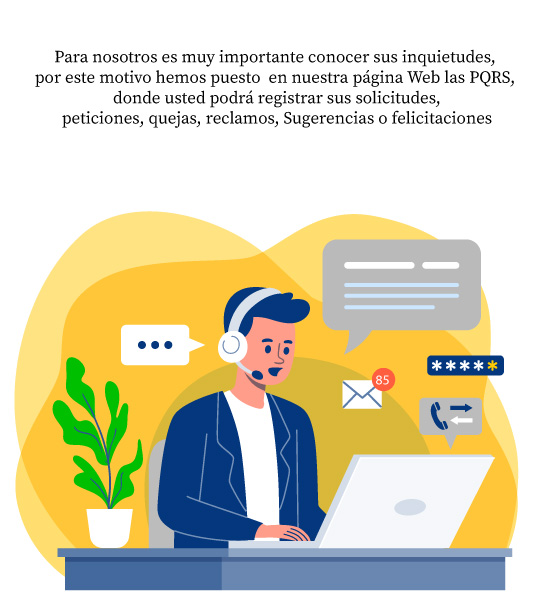 Para nosotros es muy importante conocer sus inquietudes,
por este motivo hemos puesto en nuestra página Web las PQRS,
donde usted podrá registrar sus solicitudes,
peticiones, quejas, reclamos, Sugerencias o felicitaciones
85
*****